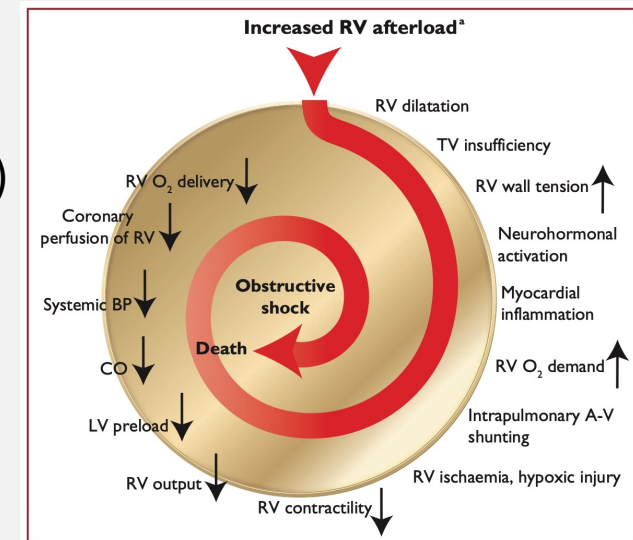 Increased RV afterloadᵃ
RV dilatation
TV insufficiency
RV wall tension
Neurohormonal
activation
Myocardial
inflammation
RV O₂ demand
Intrapulmonary A-V
shunting
RV ischaemia, hypoxic injury
RV contractility
RV output
LV preload
CO
Systemic BP
Coronary
perfusion of RV
RV O₂ delivery
Obstructive
shock
Death
)